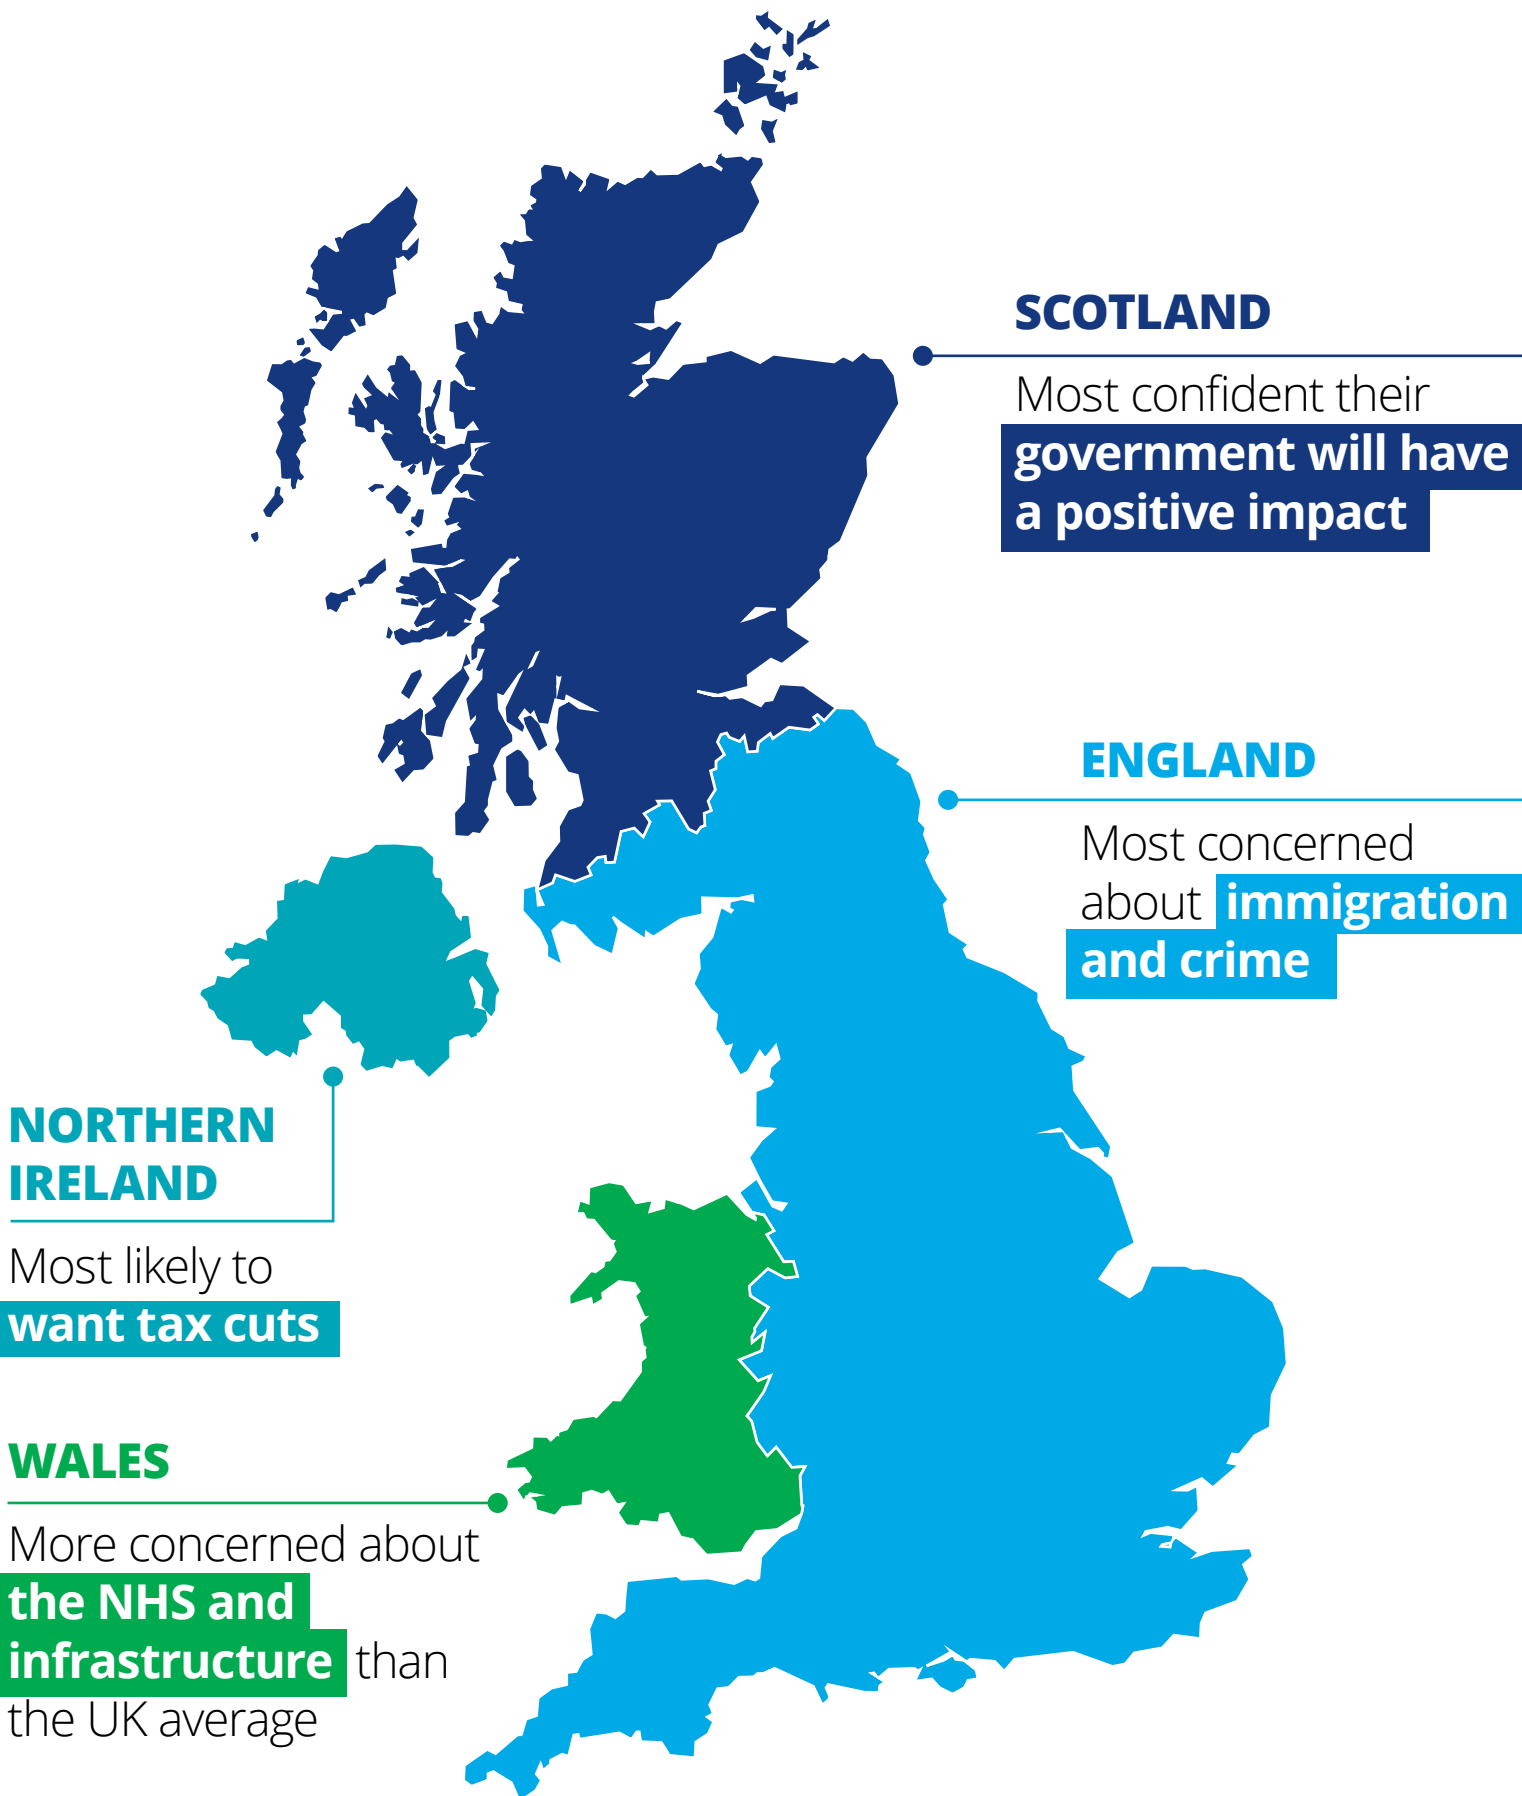 SCOTLAND
Most confident their
government will have
a positive impact
ENGLAND
Most concerned
about immigration
and crime
NORTHERN
IRELAND
Most likely to
want tax cuts
WALES
More concerned about
the NHS and
infrastructure than
the UK average